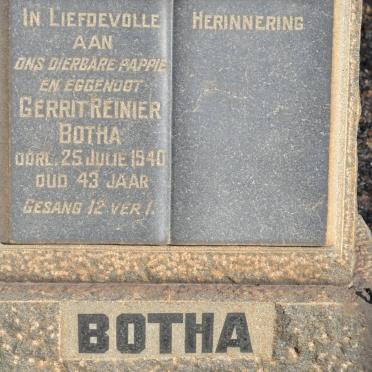 IN LIEFDEVOLLE HERINNERING
AAN
ONS DIERBARE PAPPIE
EN EGGENOOT
GERRIT REINIER
BOTHA
OORL. 25 JULIE 1940
OUD 43 JAAR
GESANG 12 VER 1.
BOTHA